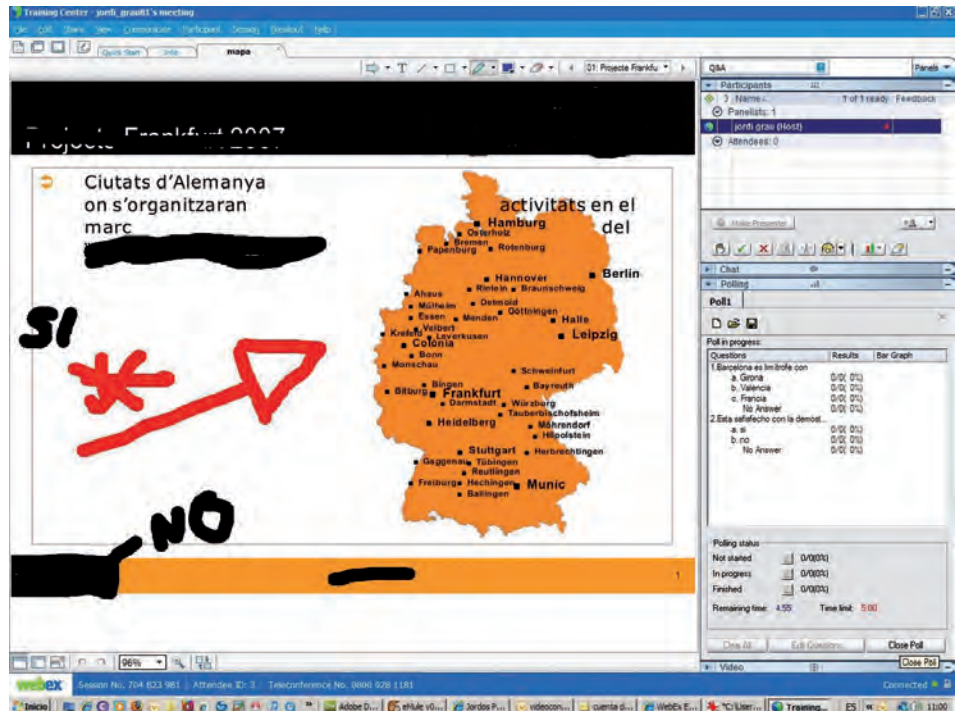 Training Center - jordi_grau81's meeting
File Edit Share View Communicate Participant Session Breakout Help
Quick Start Info mapa
01: Projecte Frankfu
Q&A Panels
Participants
Name 1 of 1 ready Feedback
Panelists: 1
jordi grau (Host)
Attendees: 0
Make Presenter
Chat
Polling
Poll1
Poll in progress:
Questions Results Bar Graph
1.Barcelona es limitrofe con
a. Girona 0/0( 0%)
b. Valencia 0/0( 0%)
c. Francia 0/0( 0%)
No Answer 0/0( 0%)
2.Esta satisfecho con la demost...
a. si 0/0( 0%)
b. no 0/0( 0%)
No Answer 0/0( 0%)
Polling status
Not started 0/0(0%)
In progress 0/0(0%)
Finished 0/0(0%)
Remaining time: 4:55 Time limit: 5:00
Clear All Edit Questions Close Poll
Close Poll
Video
Projecte Frankfurt 2007
Ciutats d'Alemanya
on s'organitzaran activitats en el
marc del
Hamburg
Osterholz
Bremen
Papenburg Rotenburg
Berlin
Hannover
Rinteln Braunschweig
Ahaus
Mülheim Detmold
Göttningen
Essen Menden
Halle
Velbert
Krefeld Leverkusen
Leipzig
Colonia
Bonn
Monschau
Schweinfurt
Bingen
Bitburg Bayreuth
Frankfurt
Darmstadt Würzburg
Tauberbischofsheim
Heidelberg
Möhrendorf
Hilpolstein
Stuttgart Herbrechtingen
Gaggenau Tübingen
Reutlingen
Freiburg Hechingen Munic
Balingen
SI
NO
1
96%
webex Session No. 704 823 981 Attendee ID: 3 Teleconference No. 0800 028 1181 Connected
Inicio Adobe D... eMule v0... Jordos P... videocon... cuenta d... WebEx E... "C:\User... Training... ES 11:00